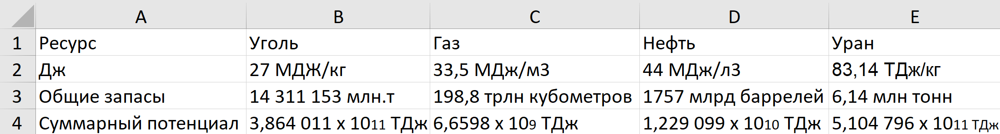 A B C D E
1 Ресурс Уголь Газ Нефть Уран
2 Дж 27 МДЖ/кг 33,5 МДж/м3 44 МДж/л3 83,14 ТДж/кг
3 Общие запасы 14 311 153 млн.т 198,8 трлн кубометров 1757 млрд баррелей 6,14 млн тонн
4 Суммарный потенциал 3,864 011 х 1011 ТДж 6,6598 х 109 ТДж 1,229 099 х 1010 ТДж 5,104 796 х 1011 ТДж